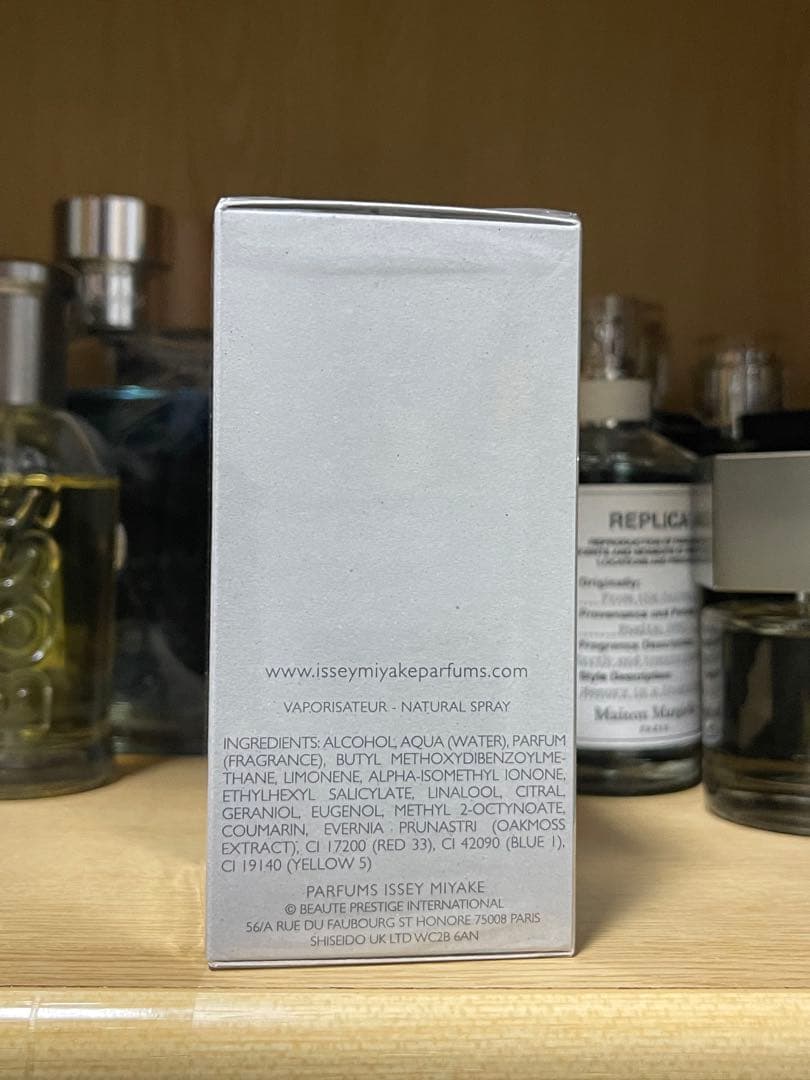 www.isseymiyakeparfums.com
VAPORISATEUR - NATURAL SPRAY
INGREDIENTS: ALCOHOL, AQUA (WATER), PARFUM
(FRAGRANCE), BUTYL METHOXYDIBENZOYLME-
THANE, LIMONENE, ALPHA-ISOMETHYL IONONE,
ETHYLHEXYL SALICYLATE, LINALOOL, CITRAL,
GERANIOL, EUGENOL, METHYL 2-OCTYNOATE,
COUMARIN, EVERNIA PRUNASTRI (OAKMOSS
EXTRACT), CI 17200 (RED 33), CI 42090 (BLUE 1),
CI 19140 (YELLOW 5)
PARFUMS ISSEY MIYAKE
© BEAUTE PRESTIGE INTERNATIONAL
56/A RUE DU FAUBOURG ST HONORE 75008 PARIS
SHISEIDO UK LTD WC2B 6AN
REPLICA
Originally:
Provenance and
Fragrance
Style Description:
Maison
PARIS
BOSS